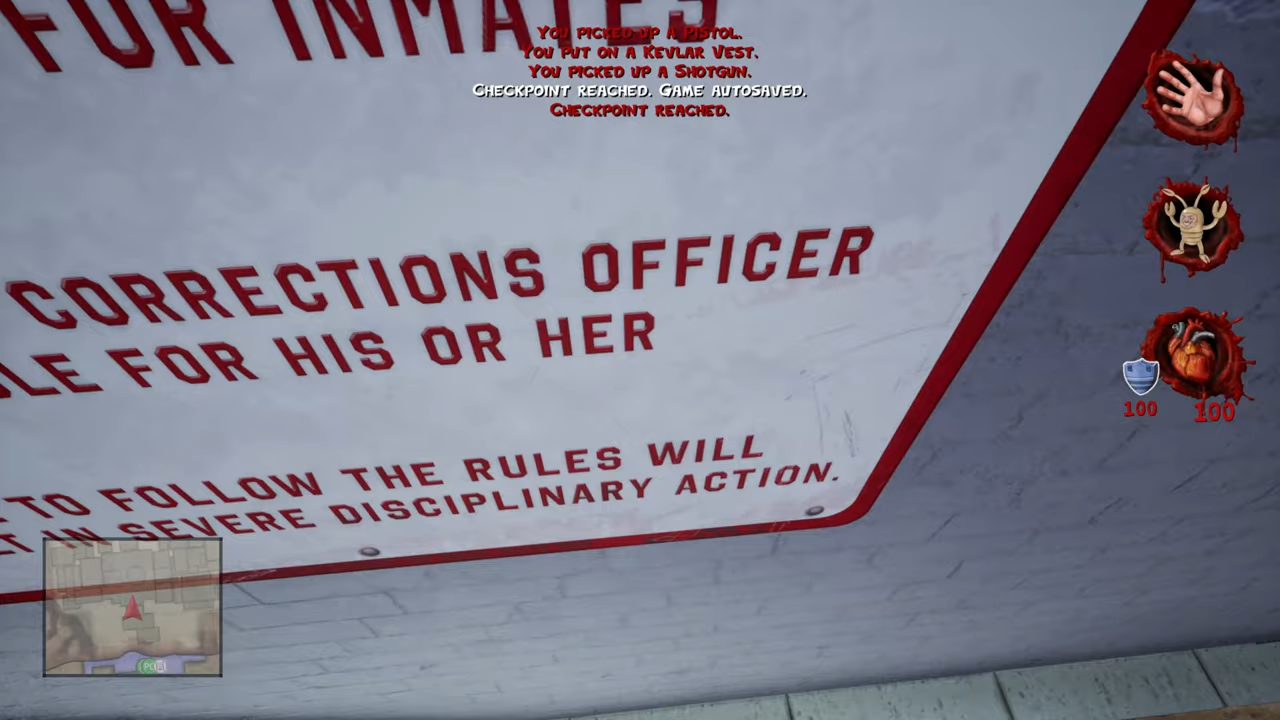 FOR INMATES
YOU PICKED UP A PISTOL.
YOU PUT ON A KEVLAR VEST.
YOU PICKED UP A SHOTGUN.
CHECKPOINT REACHED. GAME AUTOSAVED.
CHECKPOINT REACHED.
CORRECTIONS OFFICER
FOR HIS OR HER
TO FOLLOW THE RULES WILL
IN SEVERE DISCIPLINARY ACTION.
100
100